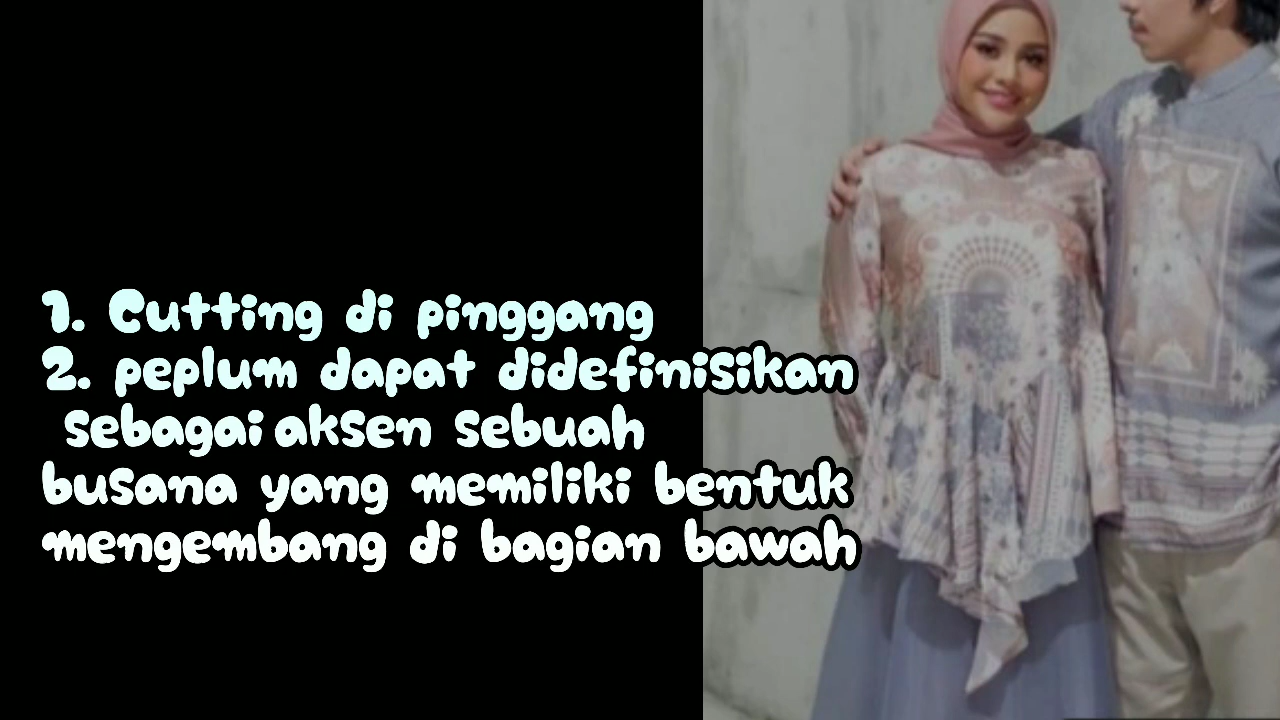 1. Cutting di pinggang
2. peplum dapat didefinisikan
sebagai aksen sebuah
busana yang memiliki bentuk
mengembang di bagian bawah